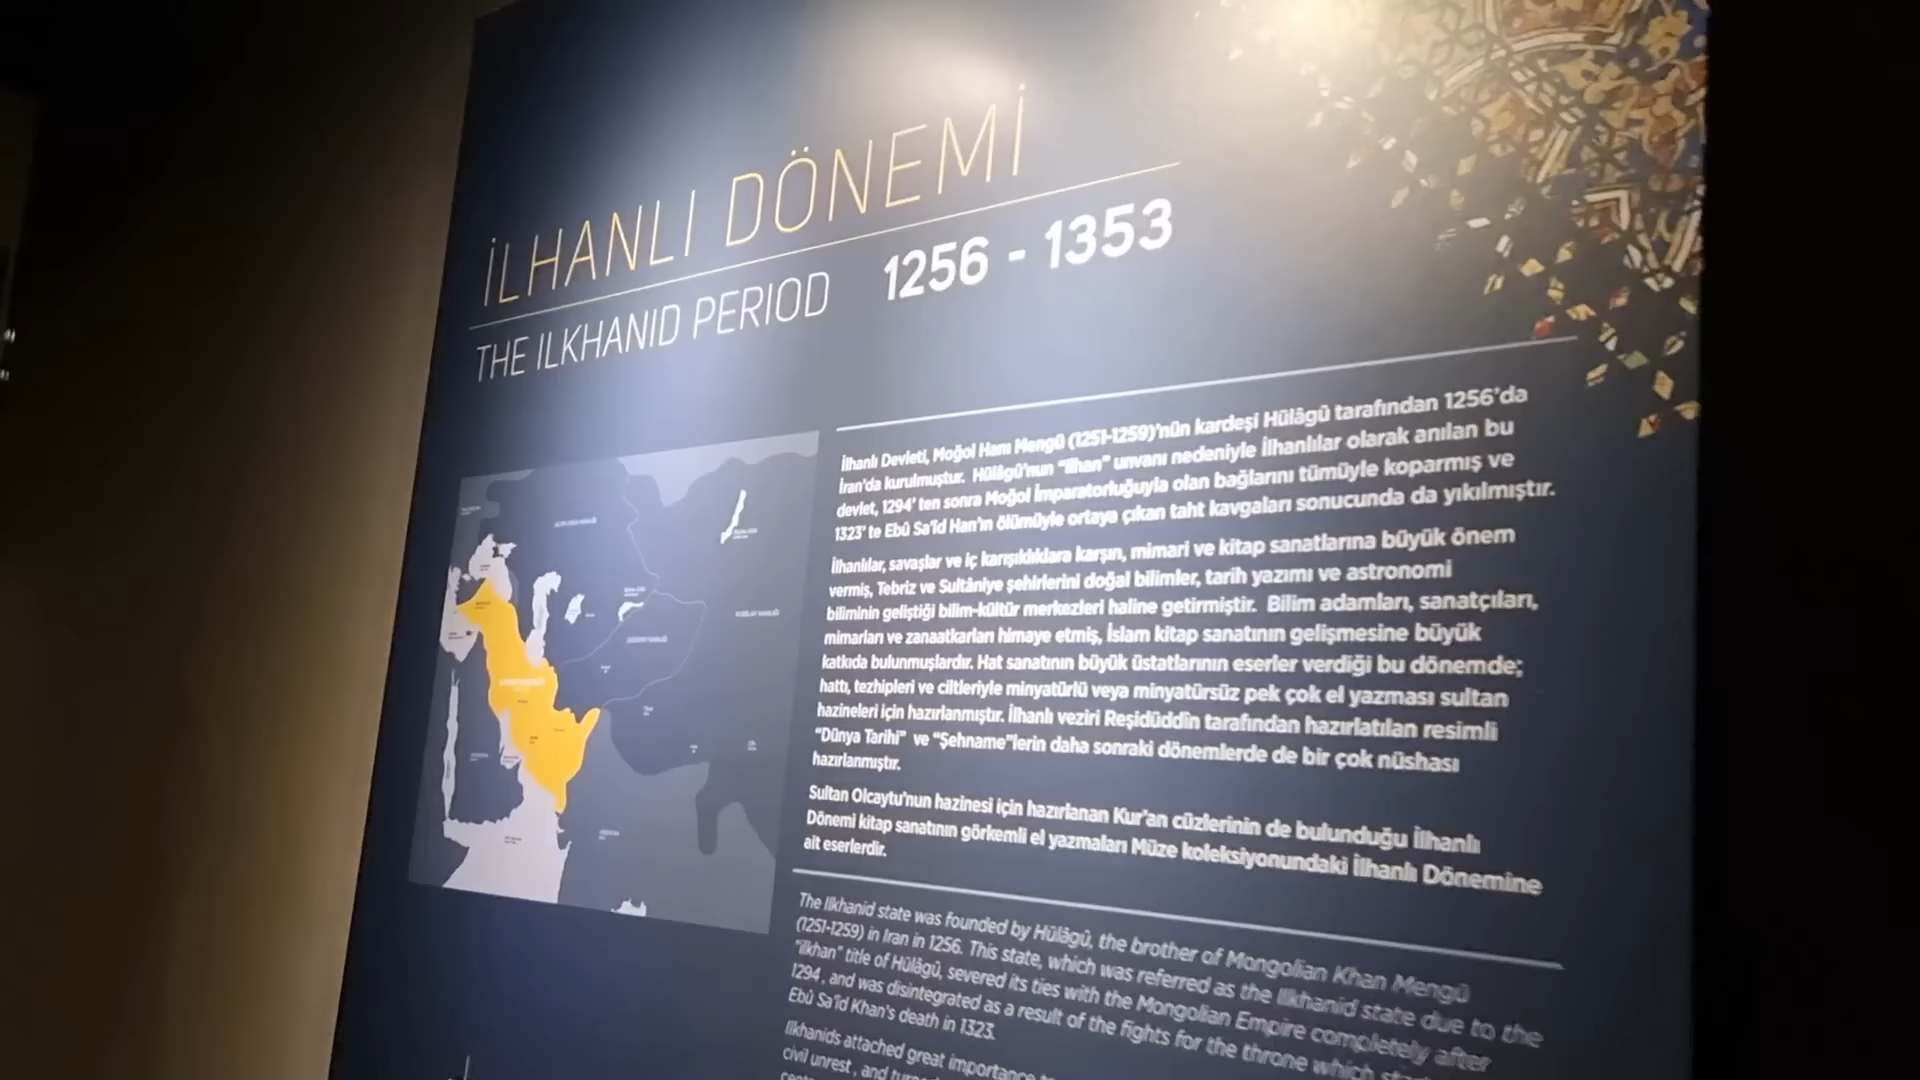 İLHANLI DÖNEMİ
THE ILKHANID PERIOD 1256 - 1353
İlhanlı Devleti, Moğol Hanı Mengû (1251-1259)'nün kardeşi Hülâgû tarafından 1256'da
İran'da kurulmuştur. Hülâgû'nun "ilhan" unvanı nedeniyle İlhanlılar olarak anılan bu
devlet, 1294' ten sonra Moğol İmparatorluğuyla olan bağlarını tümüyle koparmış ve
1323' te Ebû Sa'îd Han'ın ölümüyle ortaya çıkan taht kavgaları sonucunda da yıkılmıştır.
İlhanlılar, savaşlar ve iç karışıklıklara karşın, mimari ve kitap sanatlarına büyük önem
vermiş, Tebriz ve Sultâniye şehirlerini doğal bilimler, tarih yazımı ve astronomi
biliminin geliştiği bilim-kültür merkezleri haline getirmiştir. Bilim adamları, sanatçıları,
mimarları ve zanaatkarları himaye etmiş, İslam kitap sanatının gelişmesine büyük
katkıda bulunmuşlardır. Hat sanatının büyük üstatlarının eserler verdiği bu dönemde;
hattı, tezhipleri ve ciltleriyle minyatürlü veya minyatürsüz pek çok el yazması sultan
hazineleri için hazırlanmıştır. İlhanlı veziri Reşidüddîn tarafından hazırlatılan resimli
"Dünya Tarihi" ve "Şehname"lerin daha sonraki dönemlerde de bir çok nüshası
hazırlanmıştır.
Sultan Olcaytu'nun hazinesi için hazırlanan Kur'an cüzlerinin de bulunduğu İlhanlı
Dönemi kitap sanatının görkemli el yazmaları Müze koleksiyonundaki İlhanlı Dönemine
ait eserlerdir.
The Ilkhanid state was founded by Hülâgû, the brother of Mongolian Khan Mengû
(1251-1259) in Iran in 1256. This state, which was referred as the Ilkhanid state due to the
"ilkhan" title of Hülâgû, severed its ties with the Mongolian Empire completely after
1294 , and was disintegrated as a result of the fights for the throne which
Ebû Sa'îd Khan's death in 1323.
Ilkhanids attached great importance
civil unrest , and